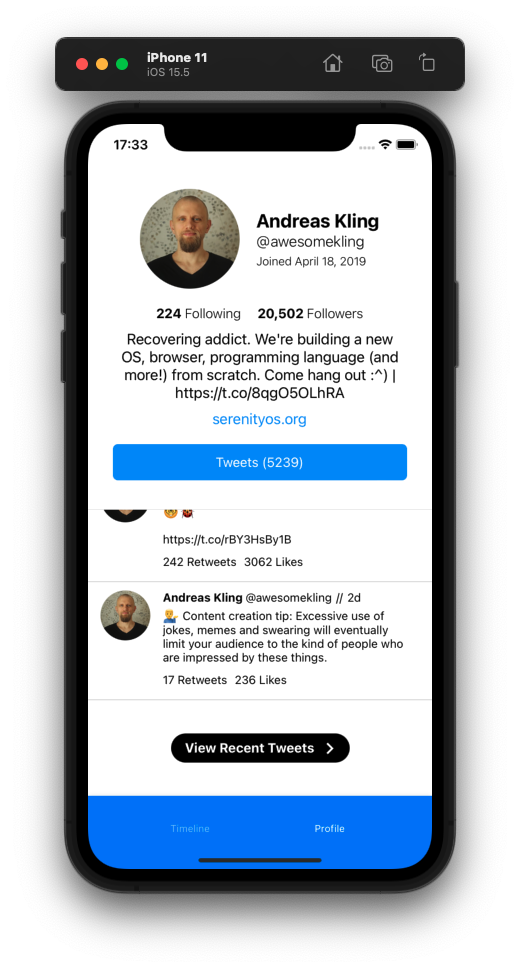 iPhone 11
iOS 15.5
17:33
Andreas Kling
@awesomekling
Joined April 18, 2019
224 Following 20,502 Followers
Recovering addict. We're building a new
OS, browser, programming language (and
more!) from scratch. Come hang out :^) |
https://t.co/8qgO5OLhRA
serenityos.org
Tweets (5239)
https://t.co/rBY3HsBy1B
242 Retweets 3062 Likes
Andreas Kling @awesomekling // 2d
💁‍♂️ Content creation tip: Excessive use of
jokes, memes and swearing will eventually
limit your audience to the kind of people who
are impressed by these things.
17 Retweets 236 Likes
View Recent Tweets
Timeline Profile